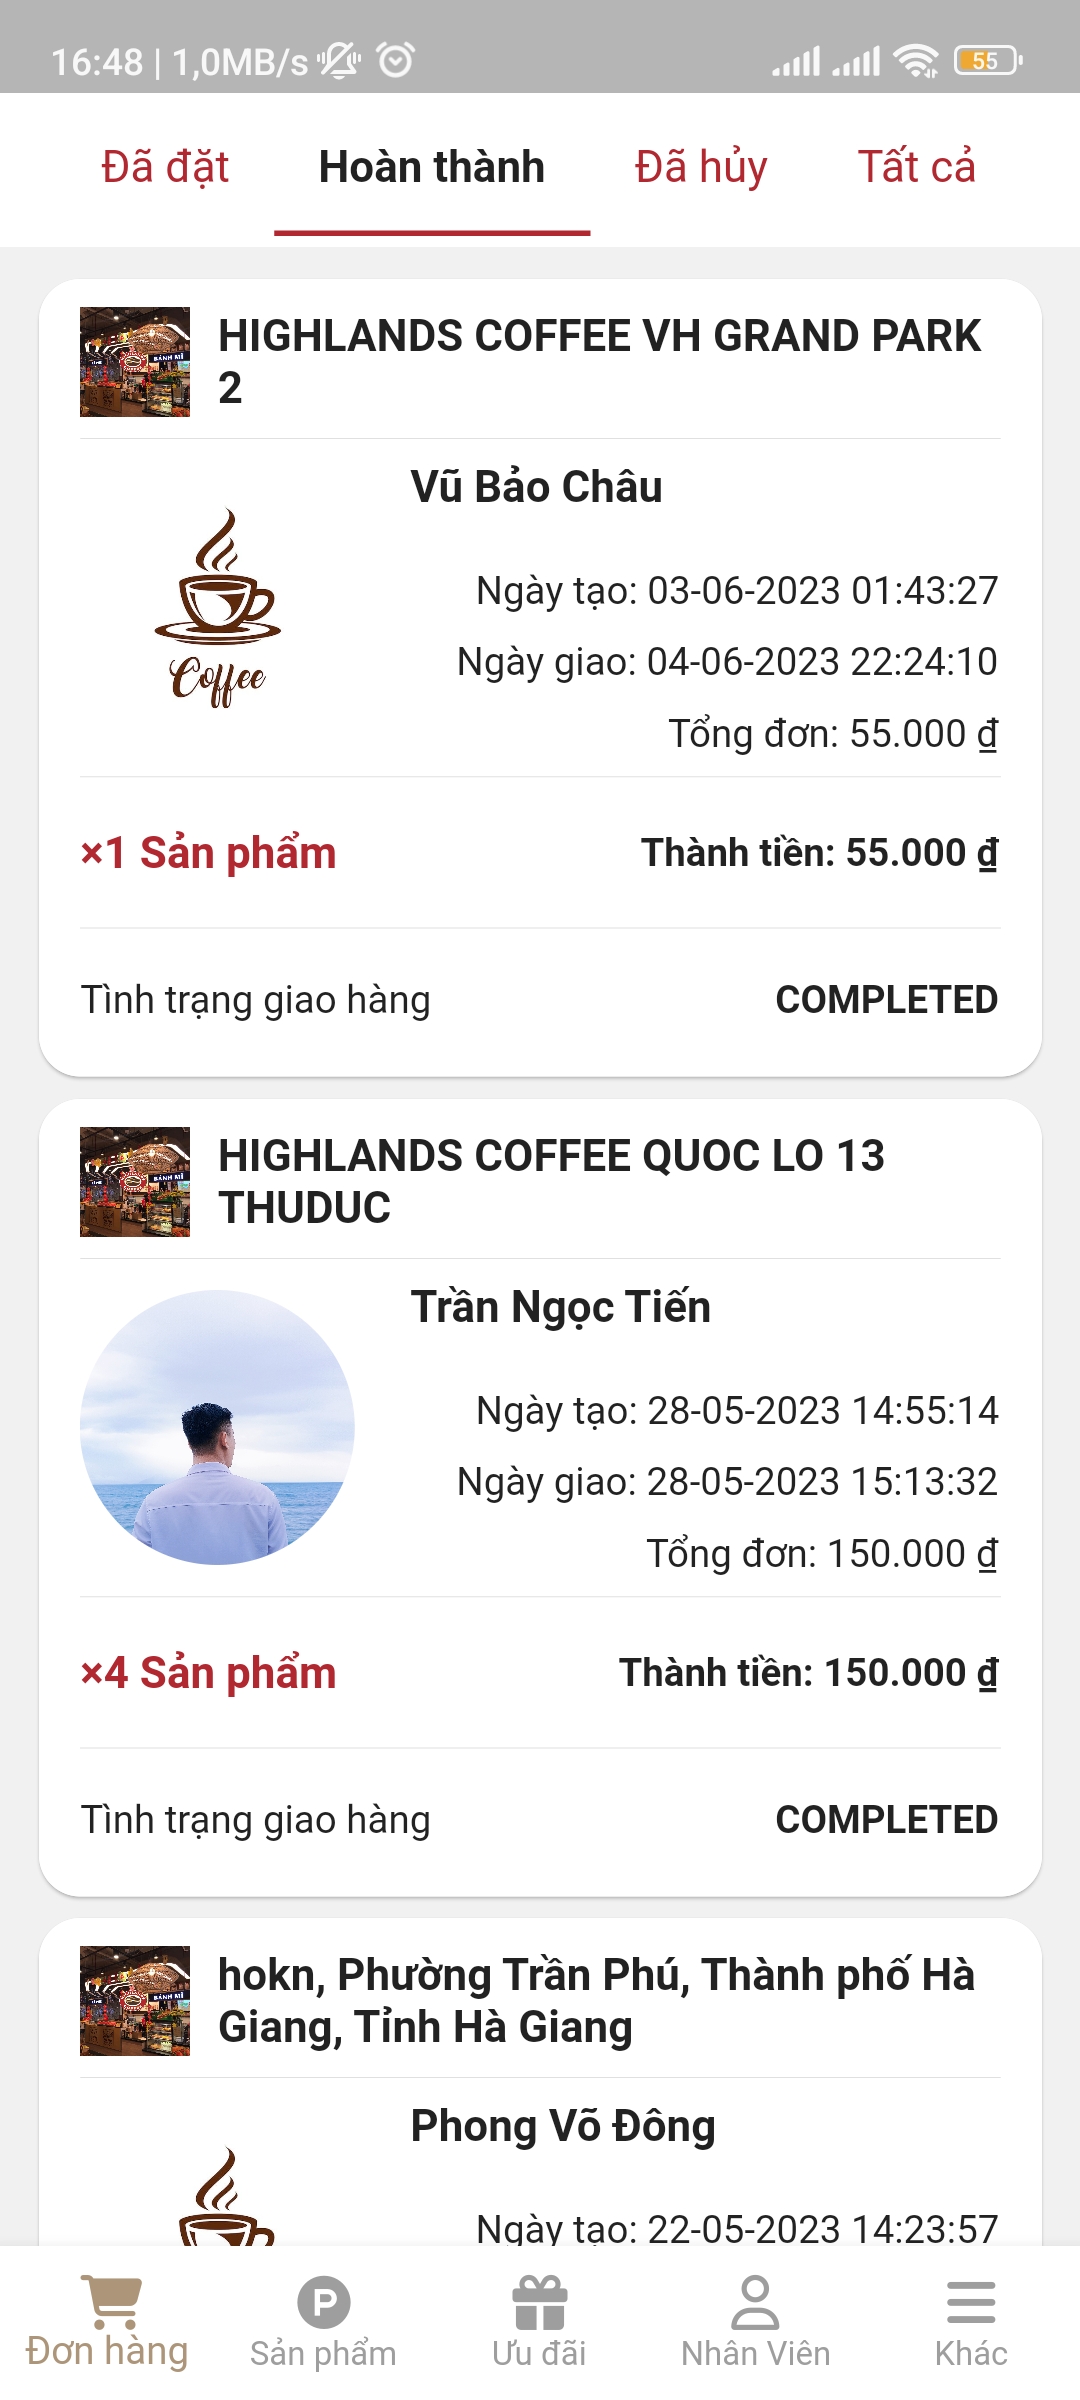 16:48 | 1,0MB/s
55
Đã đặt
Hoàn thành
Đã hủy
Tất cả
HIGHLANDS COFFEE VH GRAND PARK
2
Vũ Bảo Châu
Coffee
Ngày tạo: 03-06-2023 01:43:27
Ngày giao: 04-06-2023 22:24:10
Tổng đơn: 55.000 ₫
×1 Sản phẩm
Thành tiền: 55.000 ₫
Tình trạng giao hàng
COMPLETED
BÁNH MÌ
HIGHLANDS COFFEE QUOC LO 13
THUDUC
Trần Ngọc Tiến
Ngày tạo: 28-05-2023 14:55:14
Ngày giao: 28-05-2023 15:13:32
Tổng đơn: 150.000 ₫
×4 Sản phẩm
Thành tiền: 150.000 ₫
Tình trạng giao hàng
COMPLETED
hokn, Phường Trần Phú, Thành phố Hà
Giang, Tỉnh Hà Giang
Phong Võ Đông
Ngày tạo: 22-05-2023 14:23:57
Đơn hàng
P
Sản phẩm
Ưu đãi
Nhân Viên
Khác